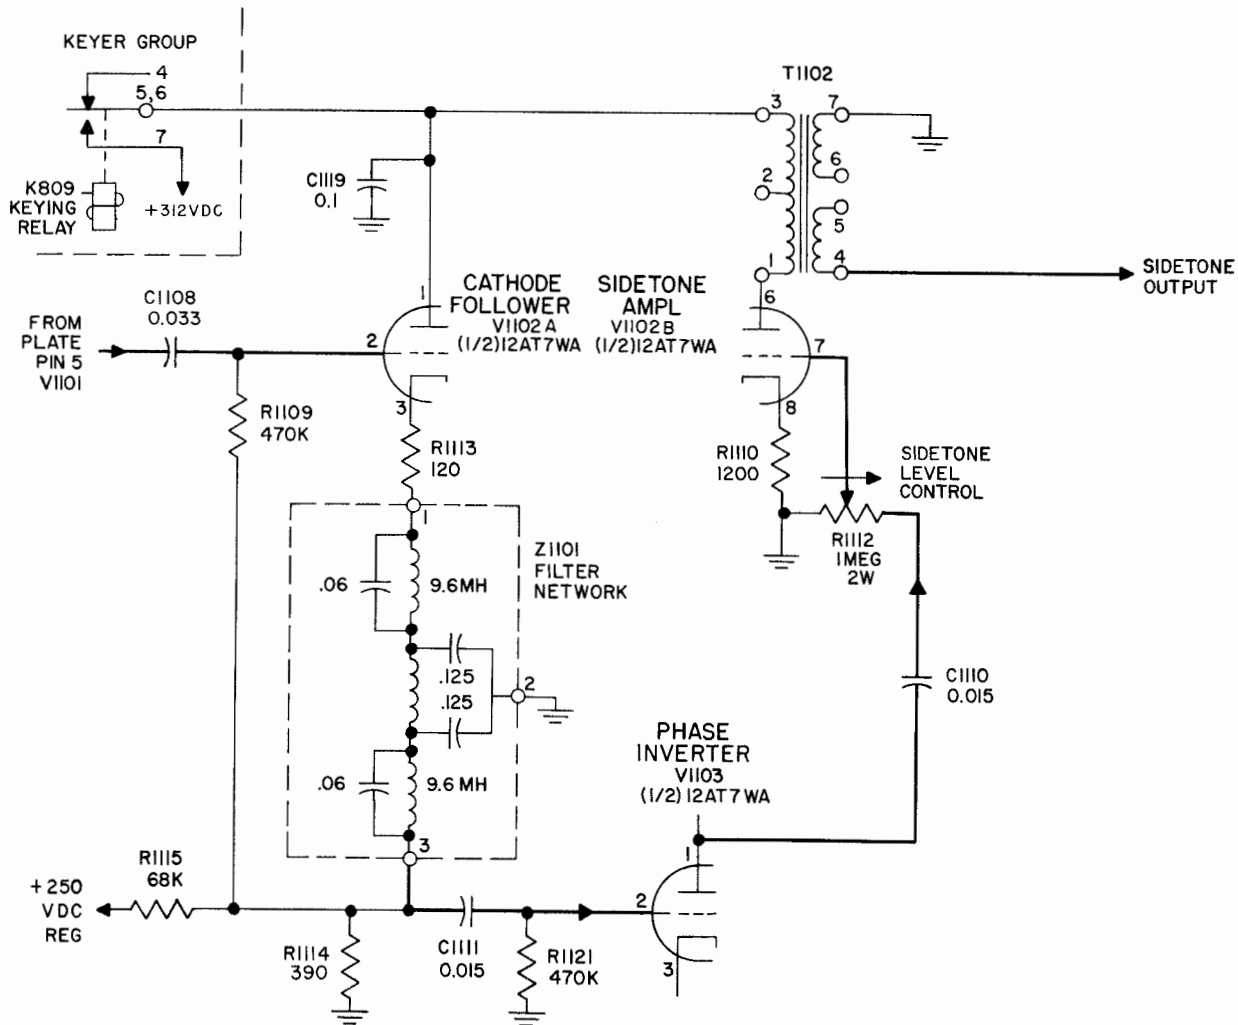 KEYER GROUP
4
5,6
7
K809
KEYING
RELAY
+312VDC
C1119
0.1
T1102
3
7
2
6
5
1
4
SIDETONE
OUTPUT
C1108
0.033
FROM
PLATE
PIN 5
V1101
CATHODE
FOLLOWER
V1102A
(1/2)12AT7WA
1
2
3
SIDETONE
AMPL
V1102B
(1/2)12AT7WA
6
7
8
R1109
470K
R1113
120
R1110
1200
SIDETONE
LEVEL
CONTROL
R1112
1MEG
2W
1
Z1101
FILTER
NETWORK
.06
9.6MH
.125
.125
2
.06
9.6 MH
3
C1110
0.015
PHASE
INVERTER
V1103
(1/2)12AT7WA
1
2
3
+250
VDC
REG
R1115
68K
R1114
390
C1111
0.015
R1121
470K